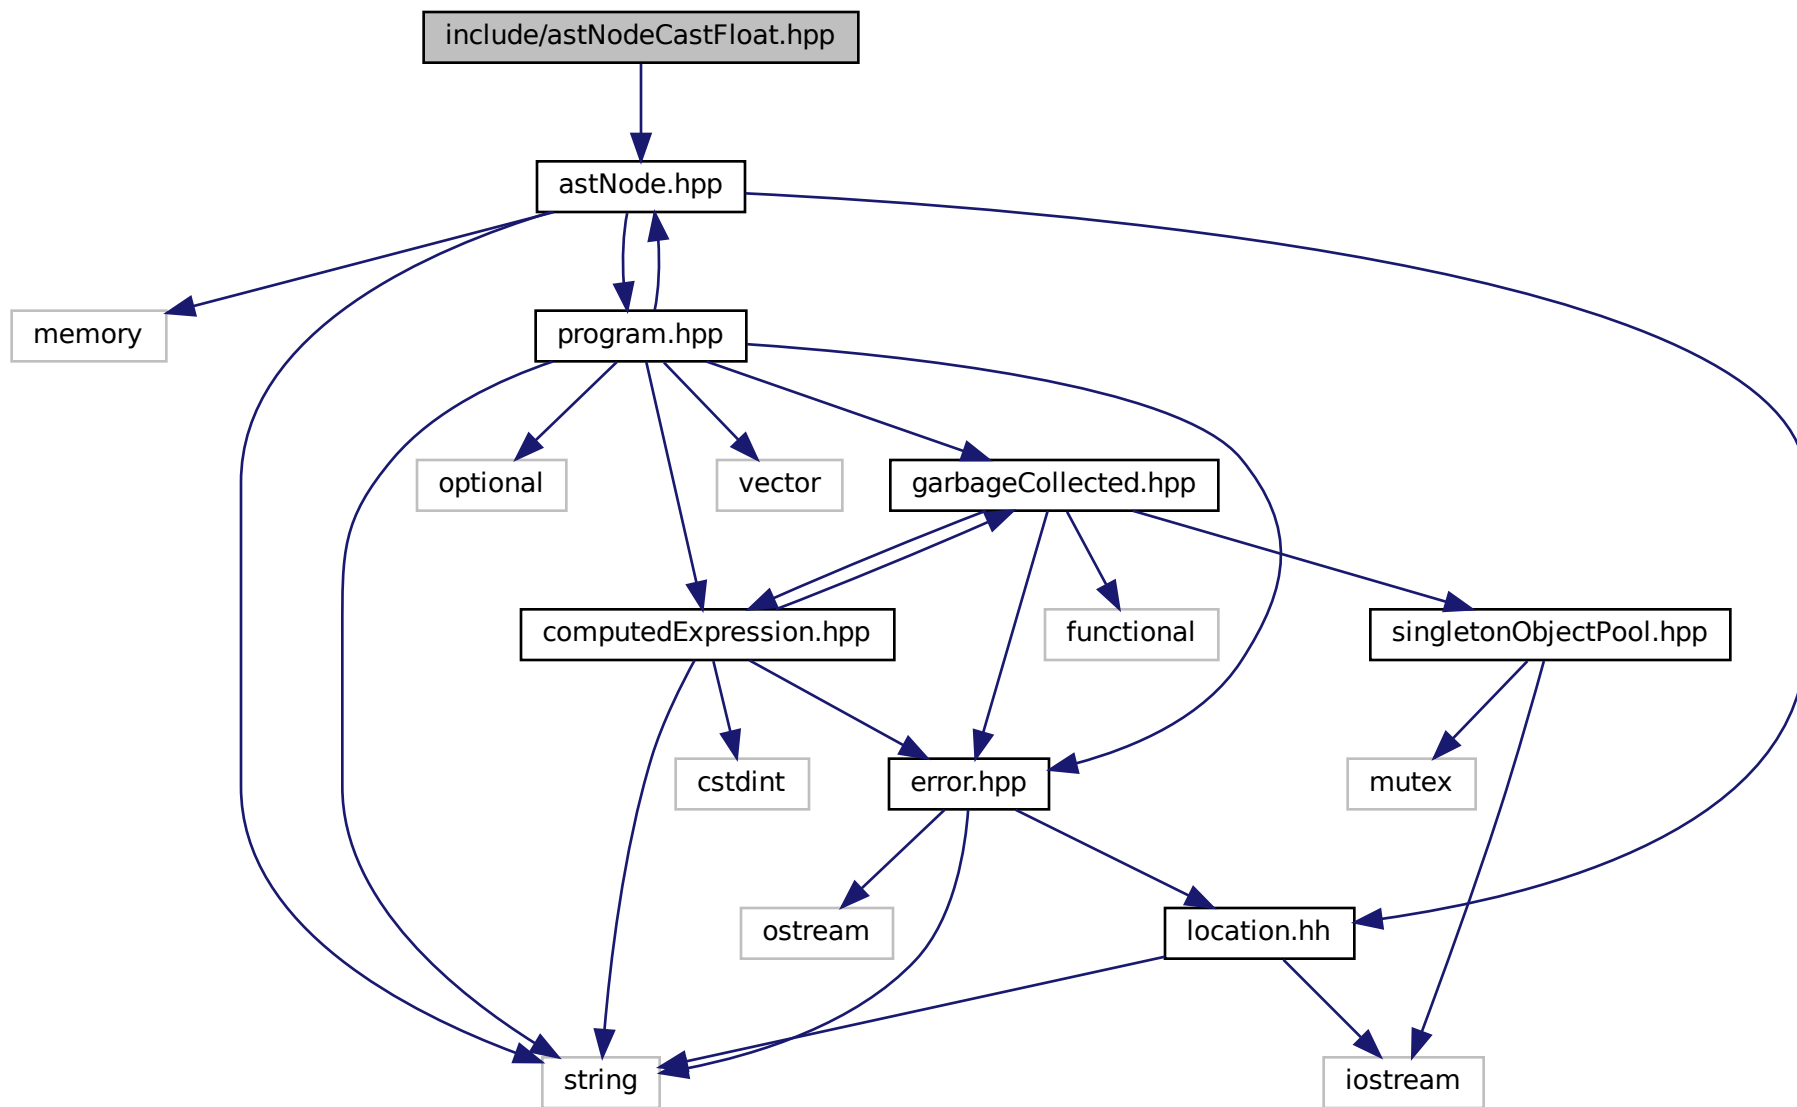 include/astNodeCastFloat.hpp
astNode.hpp
memory
program.hpp
optional
vector
garbageCollected.hpp
computedExpression.hpp
functional
singletonObjectPool.hpp
cstdint
error.hpp
mutex
ostream
location.hh
string
iostream